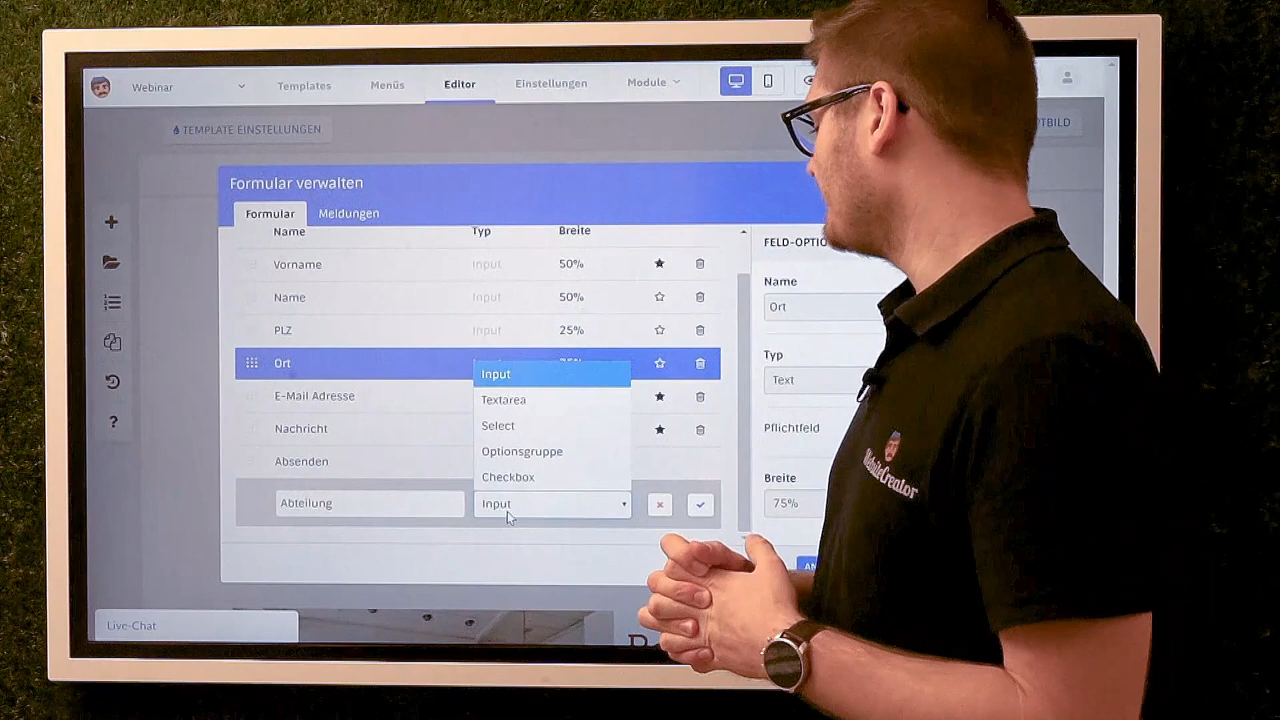 Webinar Templates Menüs Editor Einstellungen Module
TEMPLATE EINSTELLUNGEN
Formular verwalten
Formular Meldungen
Name Typ Breite
Vorname Input 50%
Name Input 50%
PLZ Input 25%
Ort
E-Mail Adresse
Nachricht
Absenden
Abteilung Input
Input
Textarea
Select
Optionsgruppe
Checkbox
Name
Ort
Typ
Text
Pflichtfeld
Breite
75%
Live-Chat
WebsiteCreator